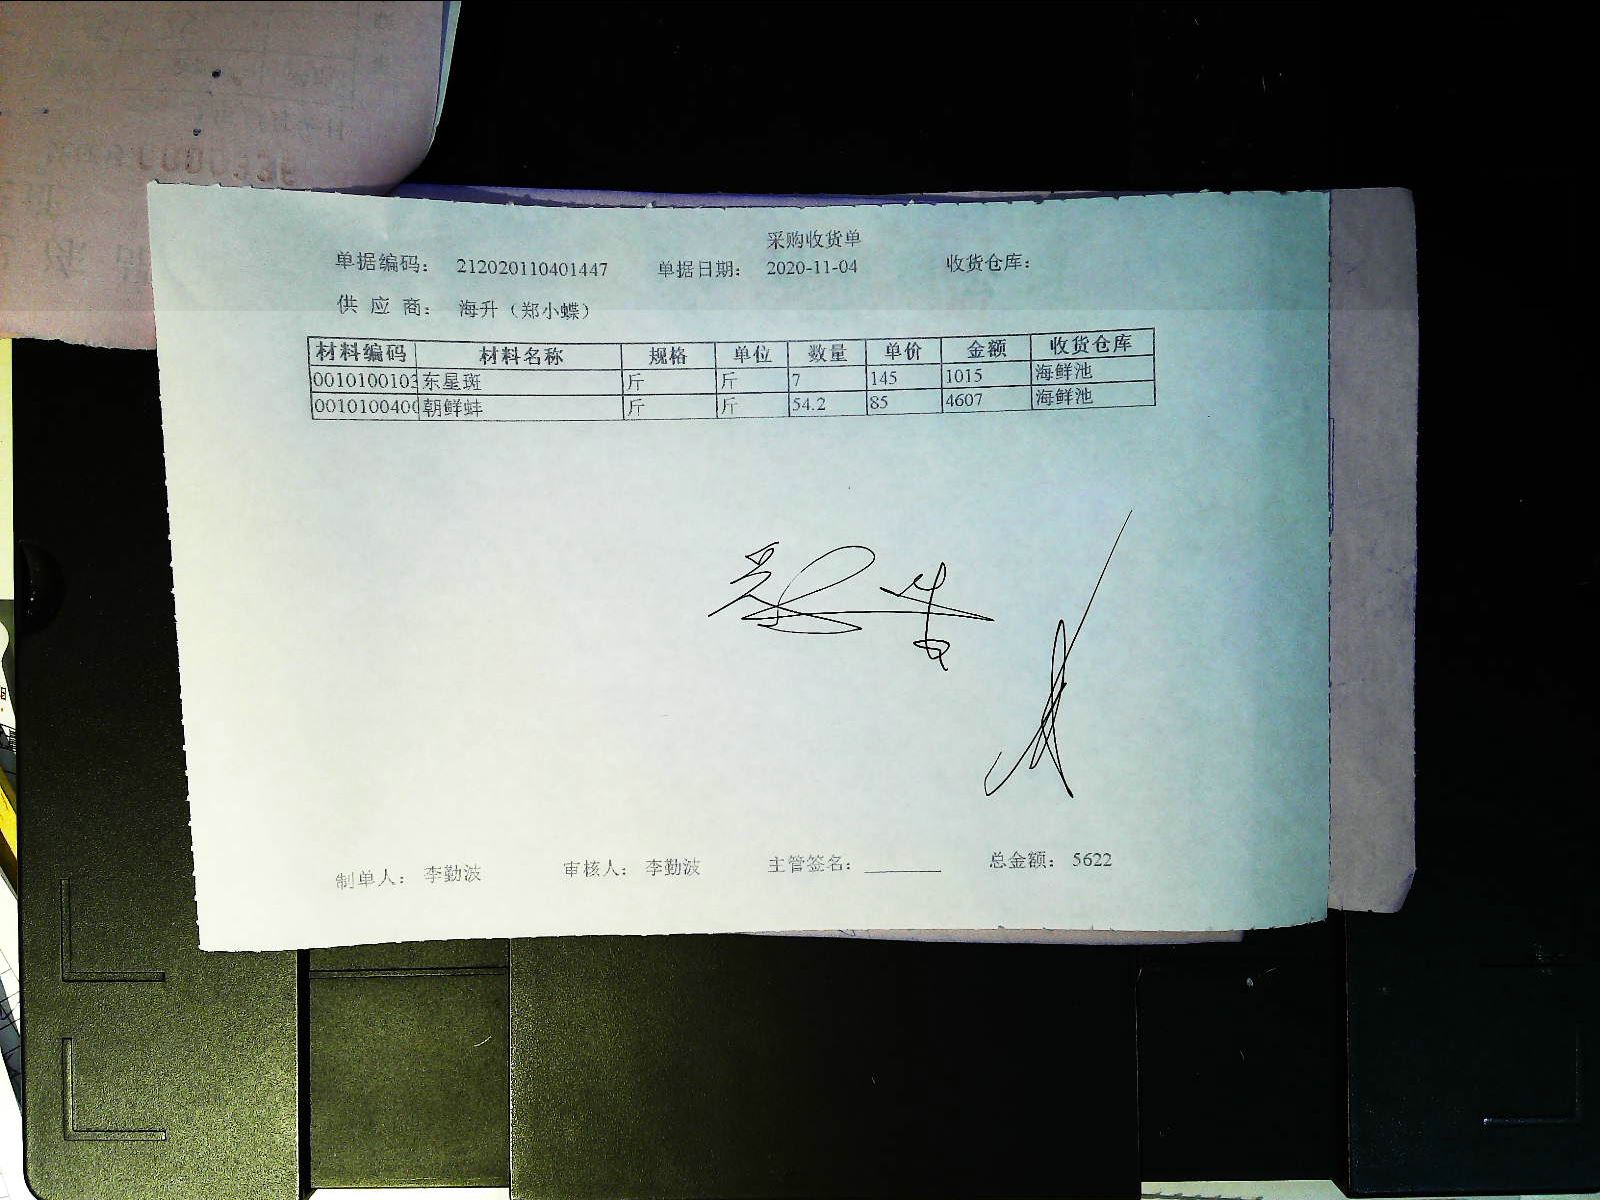 采购收货单
单据编码： 212020110401447 单据日期： 2020-11-04 收货仓库：
供 应 商： 海升（郑小蝶）
材料编码 材料名称 规格 单位 数量 单价 金额 收货仓库
0010100103 东星斑 斤 斤 7 145 1015 海鲜池
0010100400 朝鲜蚌 斤 斤 54.2 85 4607 海鲜池
制单人： 李勤波 审核人： 李勤波 主管签名： 总金额： 5622